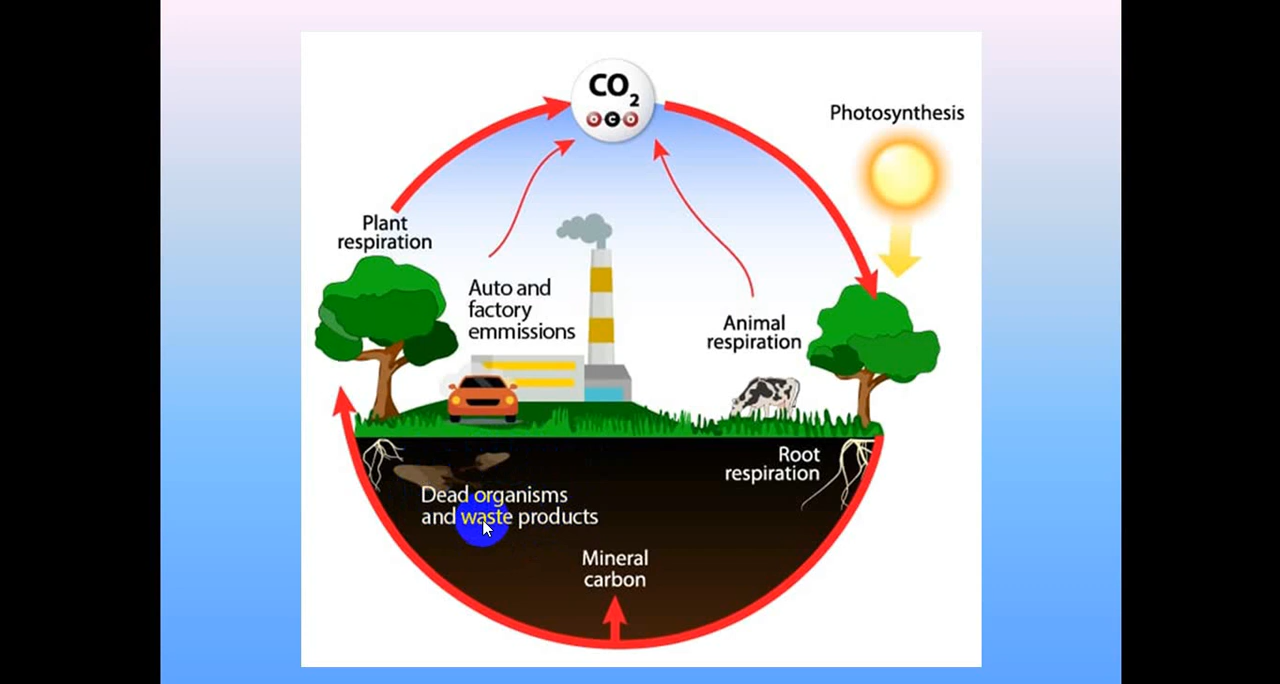 CO2
O C O
Photosynthesis
Plant
respiration
Auto and
factory
emmissions
Animal
respiration
Root
respiration
Dead organisms
and waste products
Mineral
carbon